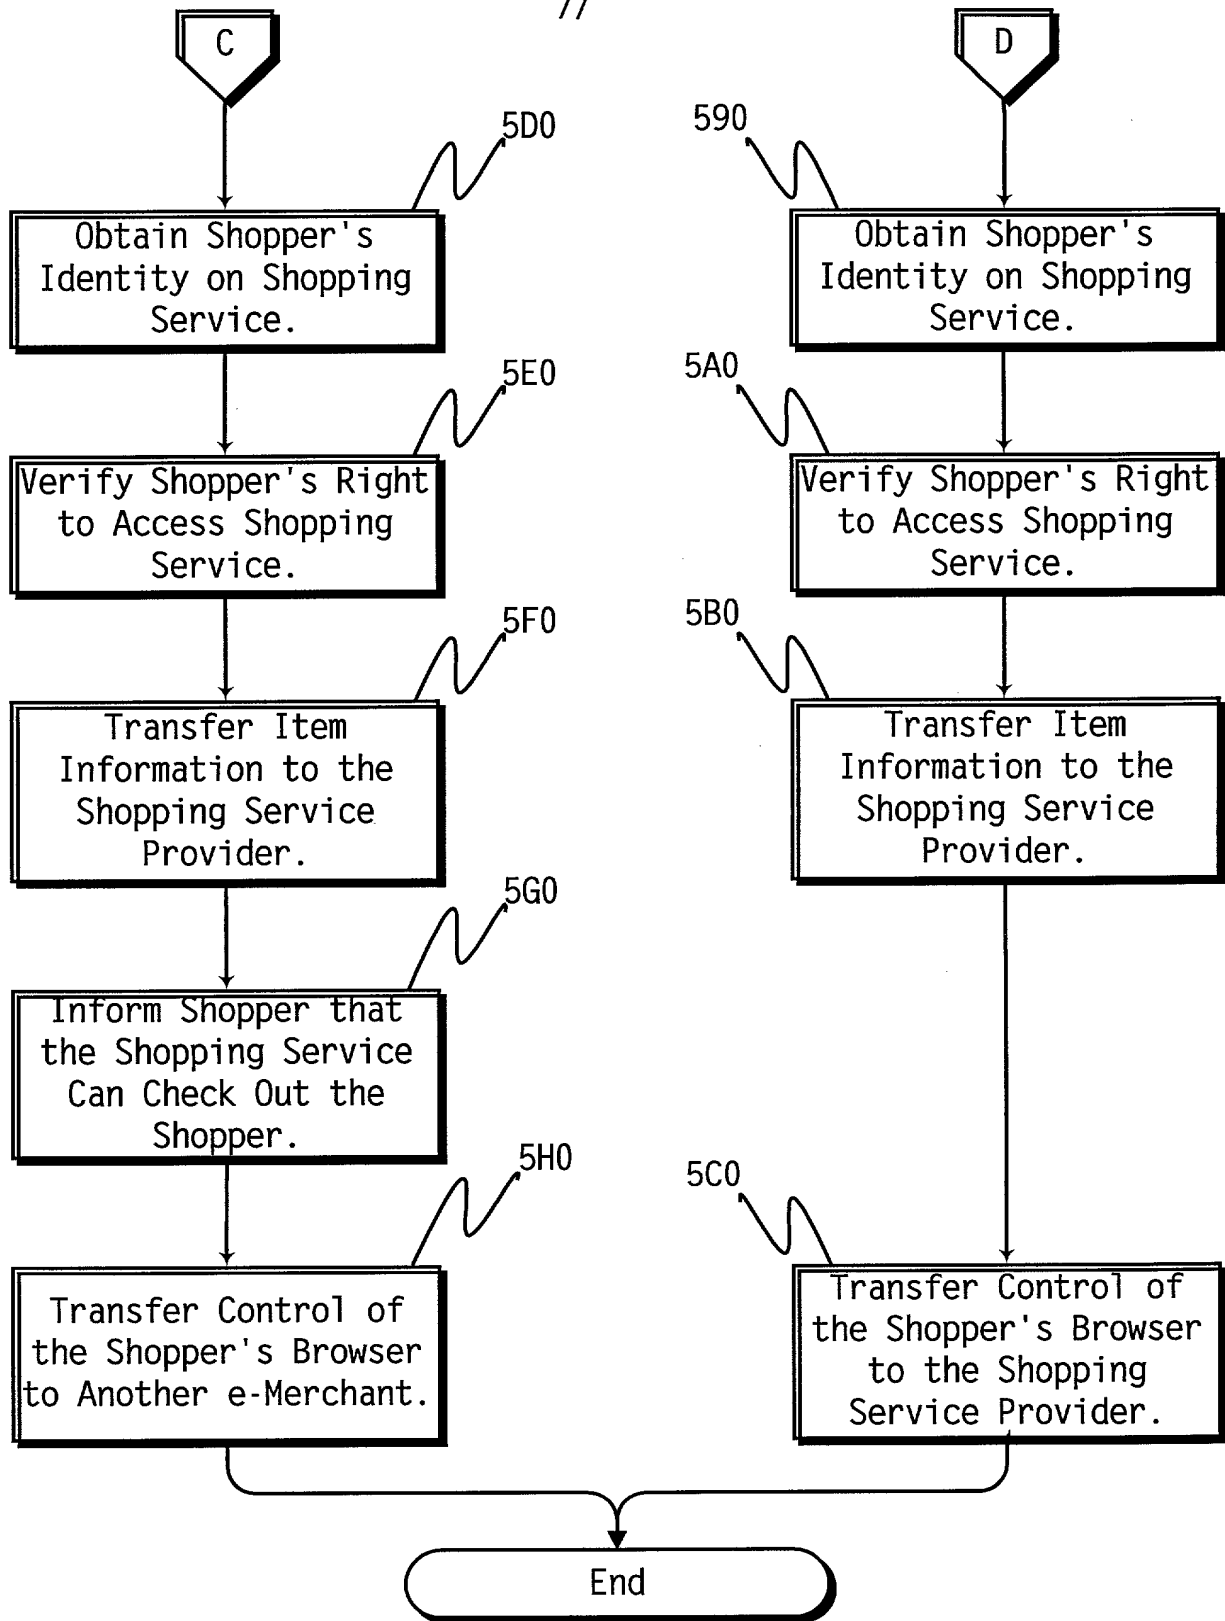 77
C
5D0
Obtain Shopper's
Identity on Shopping
Service.
5E0
Verify Shopper's Right
to Access Shopping
Service.
5F0
Transfer Item
Information to the
Shopping Service
Provider.
5G0
Inform Shopper that
the Shopping Service
Can Check Out the
Shopper.
5H0
Transfer Control of
the Shopper's Browser
to Another e-Merchant.
D
590
Obtain Shopper's
Identity on Shopping
Service.
5A0
Verify Shopper's Right
to Access Shopping
Service.
5B0
Transfer Item
Information to the
Shopping Service
Provider.
5C0
Transfer Control of
the Shopper's Browser
to the Shopping
Service Provider.
End